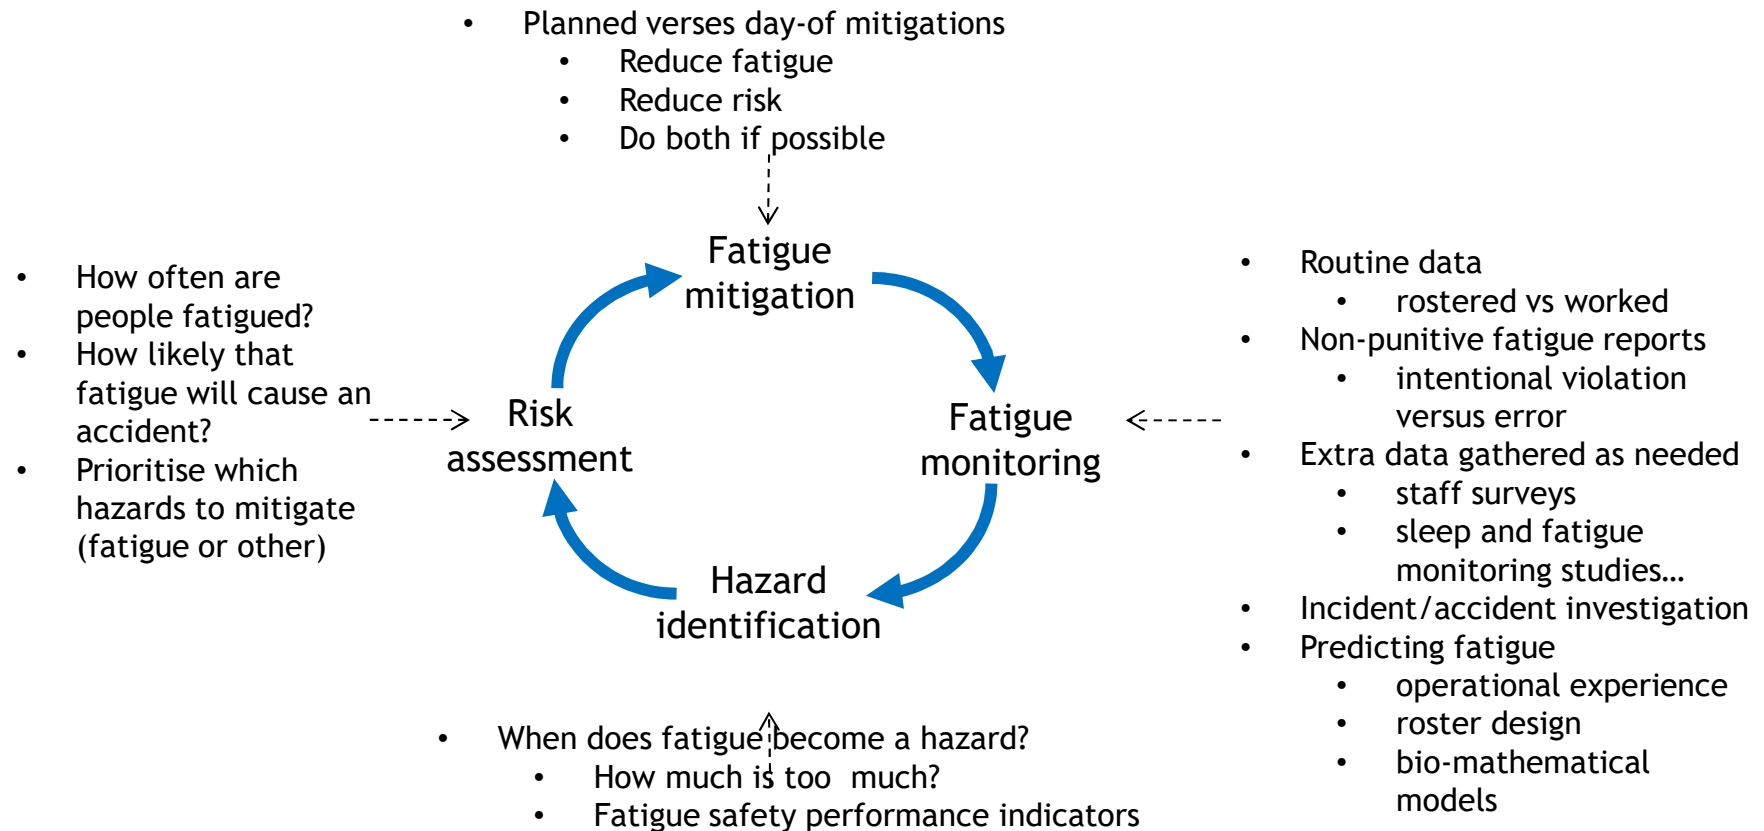 • Planned verses day-of mitigations
• Reduce fatigue
• Reduce risk
• Do both if possible
Fatigue
mitigation
• How often are
people fatigued?
• How likely that
fatigue will cause an
accident?
• Prioritise which
hazards to mitigate
(fatigue or other)
Risk
assessment
Fatigue
monitoring
• Routine data
• rostered vs worked
• Non-punitive fatigue reports
• intentional violation
versus error
• Extra data gathered as needed
• staff surveys
• sleep and fatigue
monitoring studies…
• Incident/accident investigation
• Predicting fatigue
• operational experience
• roster design
• bio-mathematical
models
Hazard
identification
• When does fatigue become a hazard?
• How much is too  much?
• Fatigue safety performance indicators